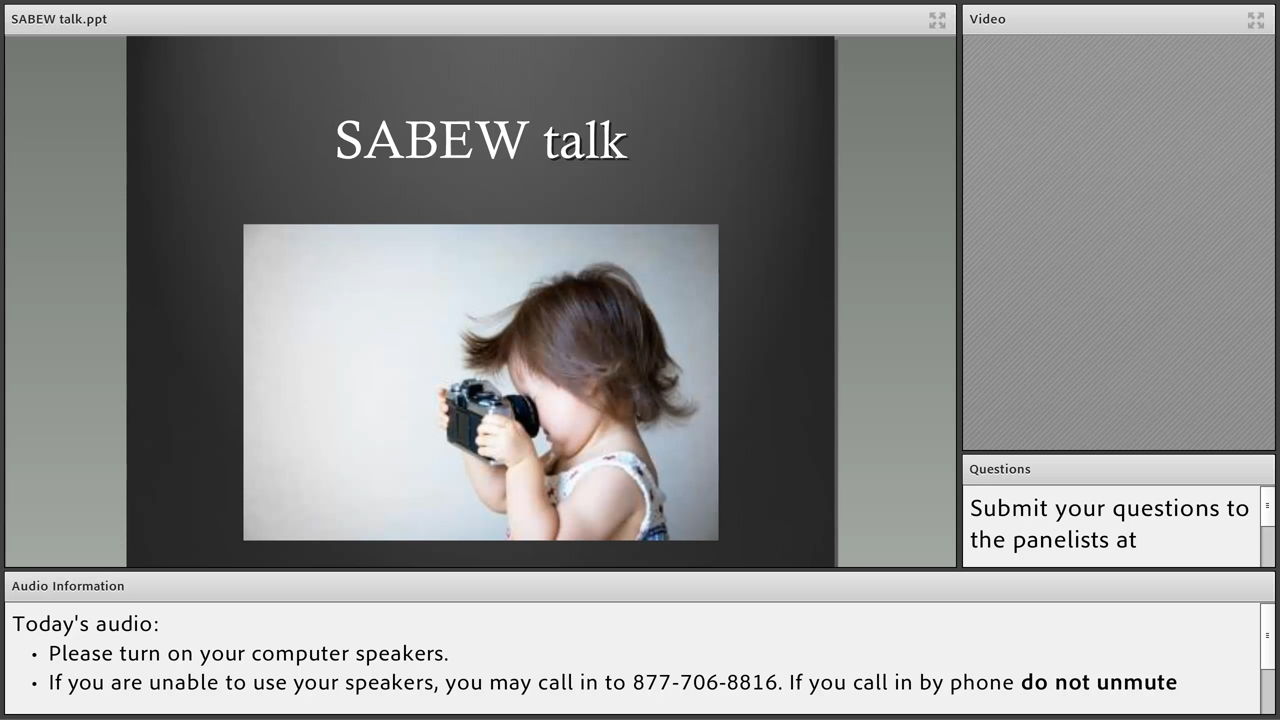 SABEW talk.ppt
SABEW talk
Video
Questions
Submit your questions to
the panelists at
Audio Information
Today's audio:
• Please turn on your computer speakers.
• If you are unable to use your speakers, you may call in to 877-706-8816. If you call in by phone do not unmute